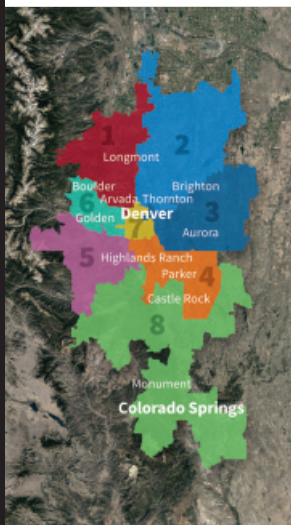 1
2
Longmont
Boulder
Brighton
6
Arvada Thornton
3
Golden
Denver
7
Aurora
5
Highlands Ranch
Parker
4
Castle Rock
8
Monument
Colorado Springs